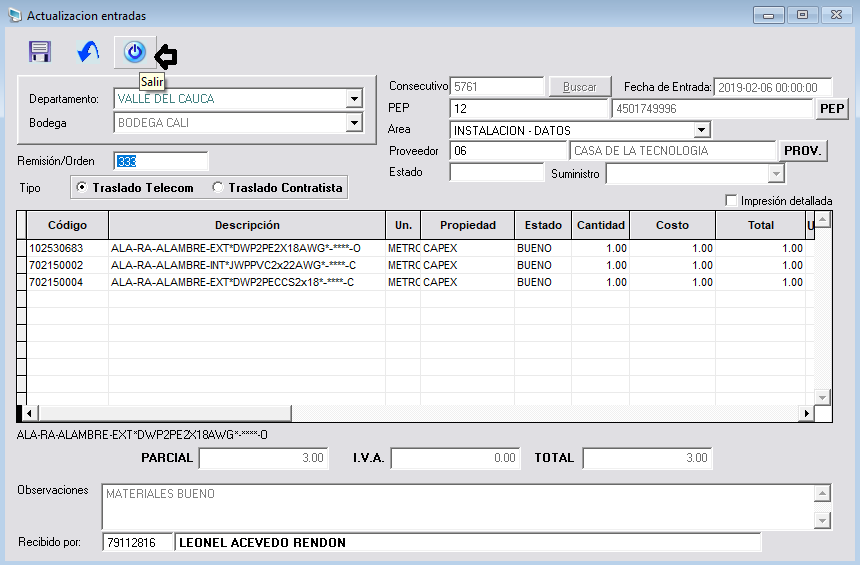 Actualizacion entradas
Salir
Departamento: VALLE DEL CAUCA
Bodega BODEGA CALI
Remisión/Orden 333
Tipo Traslado Telecom Traslado Contratista
Consecutivo 5761 Buscar Fecha de Entrada: 2019-02-06 00:00:00
PEP 12 4501749996 PEP
Area INSTALACION - DATOS
Proveedor 06 CASA DE LA TECNOLOGIA PROV.
Estado Suministro
Impresión detallada
Código Descripción Un. Propiedad Estado Cantidad Costo Total U
102530683 ALA-RA-ALAMBRE-EXT*DWP2PE2X18AWG*-****-O METRO CAPEX BUENO 1.00 1.00 1.00
702150002 ALA-RA-ALAMBRE-INT*JWPPVC2x22AWG*-****-C METRO CAPEX BUENO 1.00 1.00 1.00
702150004 ALA-RA-ALAMBRE-EXT*DWP2PECCS2x18*-****-C METRO CAPEX BUENO 1.00 1.00 1.00
ALA-RA-ALAMBRE-EXT*DWP2PE2X18AWG*-****-O
PARCIAL 3.00 I.V.A. 0.00 TOTAL 3.00
Observaciones MATERIALES BUENO
Recibido por: 79112816 LEONEL ACEVEDO RENDON